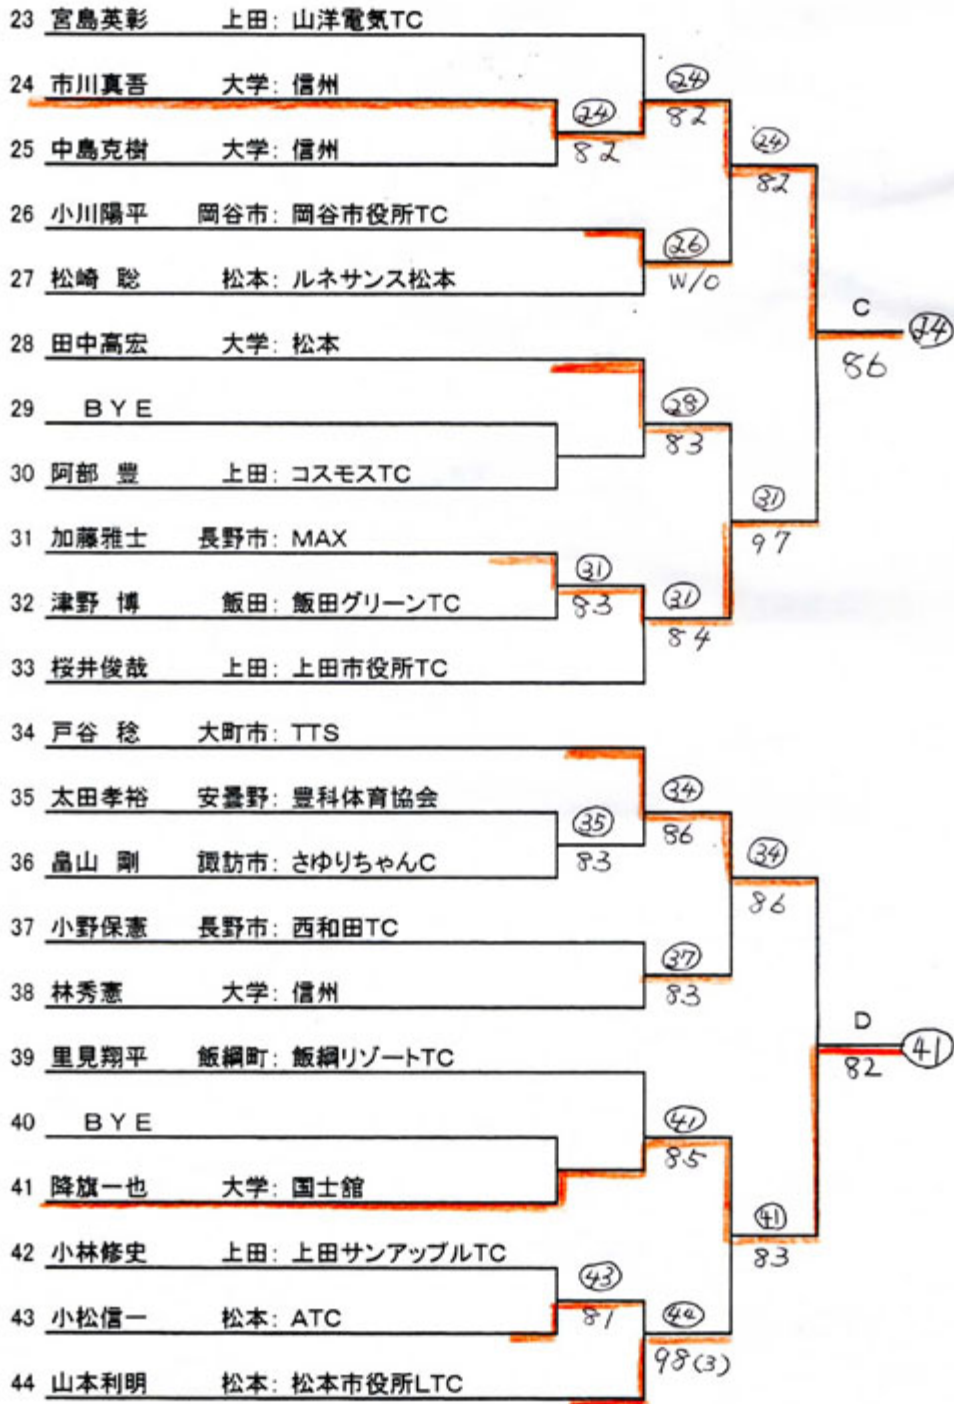 23 宮島英彰 上田: 山洋電気TC
24 市川真吾 大学: 信州
㉔
82
㉔
82
㉔
82
25 中島克樹 大学: 信州
26 小川陽平 岡谷市: 岡谷市役所TC
㉖
W/O
27 松崎 聡 松本: ルネサンス松本
C
㉔
86
28 田中高宏 大学: 松本
29 BYE
㉘
83
30 阿部 豊 上田: コスモスTC
㉛
97
31 加藤雅士 長野市: MAX
㉛
83
32 津野 博 飯田: 飯田グリーンTC
㉛
84
33 桜井俊哉 上田: 上田市役所TC
34 戸谷 稔 大町市: TTS
35 太田孝裕 安曇野: 豊科体育協会
㉟
83
㉞
86
㉞
86
36 畠山 剛 諏訪市: さゆりちゃんC
37 小野保憲 長野市: 西和田TC
㊲
83
38 林秀憲 大学: 信州
D
㊶
82
39 里見翔平 飯綱町: 飯綱リゾートTC
40 BYE
㊶
85
41 降旗一也 大学: 国士舘
㊶
83
42 小林修史 上田: 上田サンアップルTC
㊸
81
43 小松信一 松本: ATC
㊹
98(3)
44 山本利明 松本: 松本市役所LTC